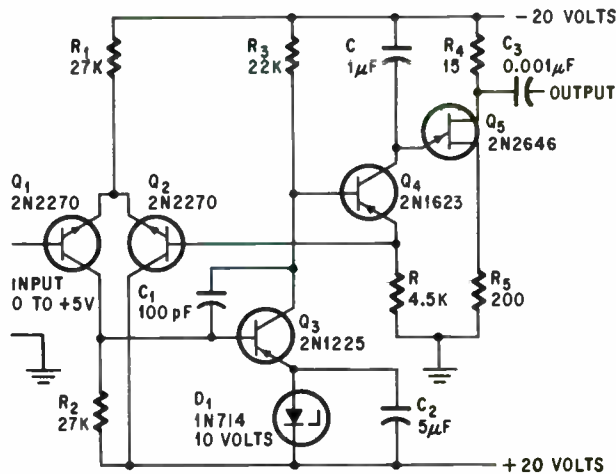 -20 VOLTS
R1
27K
R3
22K
C
1µF
R4
15
C3
0.001µF
OUTPUT
Q5
2N2646
Q1
2N2270
Q2
2N2270
Q4
2N1623
INPUT
0 TO +5V
C1
100pF
R
4.5K
R5
200
Q3
2N1225
R2
27K
D1
1N714
10 VOLTS
C2
5µF
+20 VOLTS